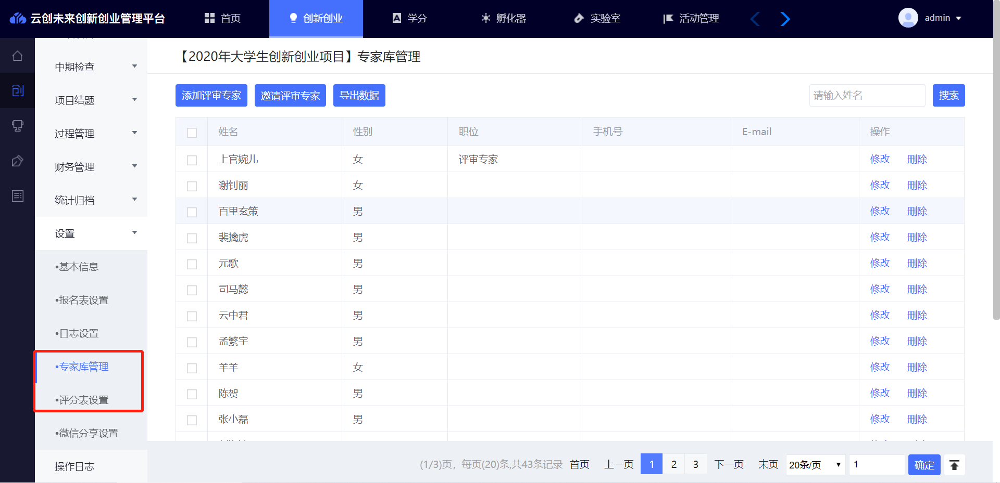 云创未来创新创业管理平台
首页
创新创业
学分
孵化器
实验室
活动管理
admin
中期检查
项目结题
过程管理
财务管理
统计归档
设置
•基本信息
•报名表设置
•日志设置
•专家库管理
•评分表设置
•微信分享设置
操作日志
【2020年大学生创新创业项目】专家库管理
添加评审专家 邀请评审专家 导出数据 请输入姓名 搜索
姓名 性别 职位 手机号 E-mail 操作
上官婉儿 女 评审专家 修改 删除
谢钊丽 女 修改 删除
百里玄策 男 修改 删除
裴擒虎 男 修改 删除
元歌 男 修改 删除
司马懿 男 修改 删除
云中君 男 修改 删除
孟繁宇 男 修改 删除
羊羊 女 修改 删除
陈贺 男 修改 删除
张小磊 男 修改 删除
(1/3)页，每页(20)条,共43条记录 首页 上一页 1 2 3 下一页 末页 20条/页 1 确定